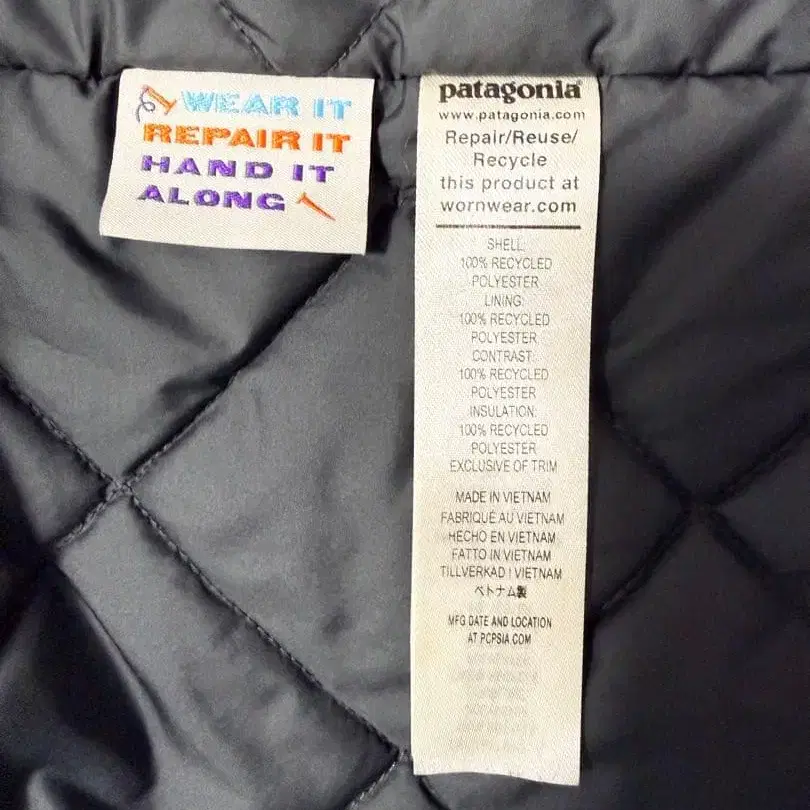 WEAR IT
REPAIR IT
HAND IT
ALONG
patagonia®
www.patagonia.com
Repair/Reuse/
Recycle
this product at
wornwear.com
SHELL:
100% RECYCLED
POLYESTER
LINING:
100% RECYCLED
POLYESTER
CONTRAST:
100% RECYCLED
POLYESTER
INSULATION:
100% RECYCLED
POLYESTER
EXCLUSIVE OF TRIM
MADE IN VIETNAM
FABRIQUÉ AU VIETNAM
HECHO EN VIETNAM
FATTO IN VIETNAM
TILLVERKAD I VIETNAM
ベトナム製
MFG DATE AND LOCATION
AT PCPSIA.COM